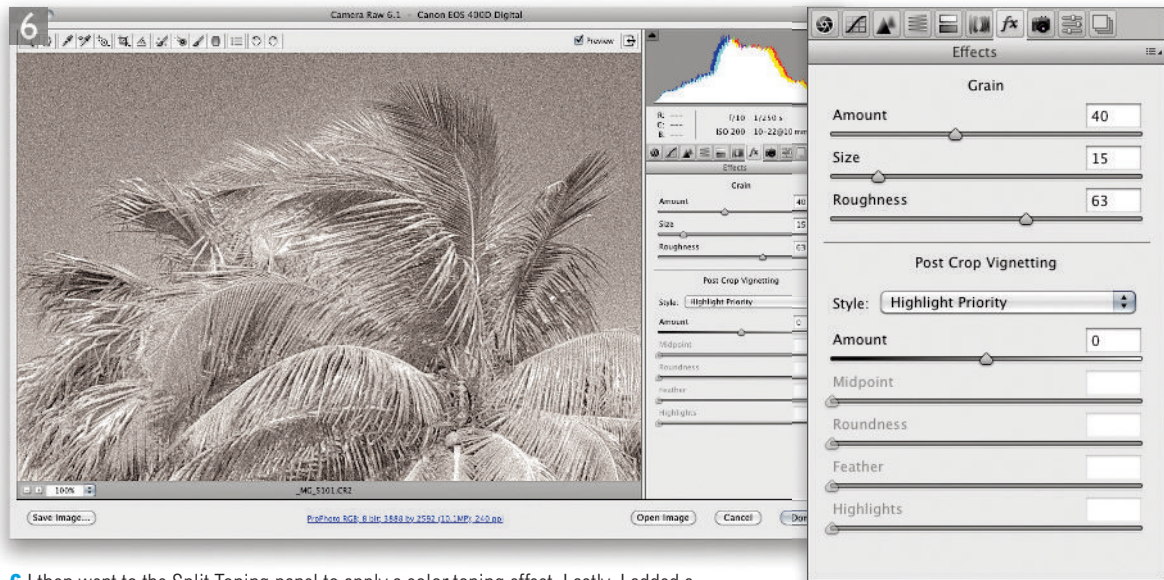 6
Camera Raw 6.1 - Canon EOS 400D Digital
Preview
R: ---
G: ---
B: ---
f/10 1/250 s
ISO 200 10-22@10 mm
Effects
Grain
Amount 40
Size 15
Roughness 63
Post Crop Vignetting
Style: Highlight Priority
Amount 0
Midpoint
Roundness
Feather
Highlights
100%
_MG_5101.CR2
Save Image...
ProPhoto RGB; 8 bit; 3888 by 2592 (10.1MP); 240 ppi
Open Image
Cancel
Don
fx
Effects
Grain
Amount 40
Size 15
Roughness 63
Post Crop Vignetting
Style: Highlight Priority
Amount 0
Midpoint
Roundness
Feather
Highlights
6 I then went to the Split Toning panel to apply a color toning effect. Lastly, I added a